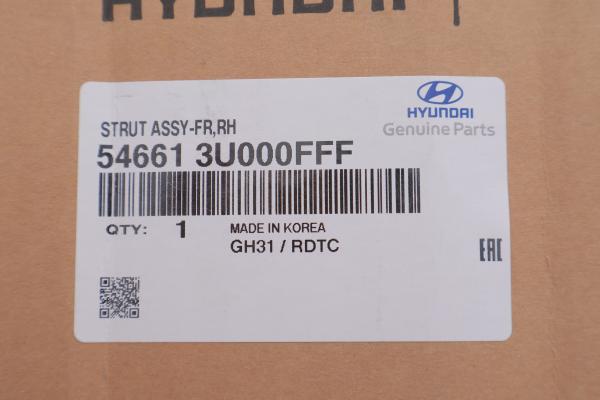 HYUNDAI
HYUNDAI
Genuine Parts
STRUT ASSY-FR,RH
54661 3U000FFF
QTY: 1
MADE IN KOREA
GH31 / RDTC
EAC